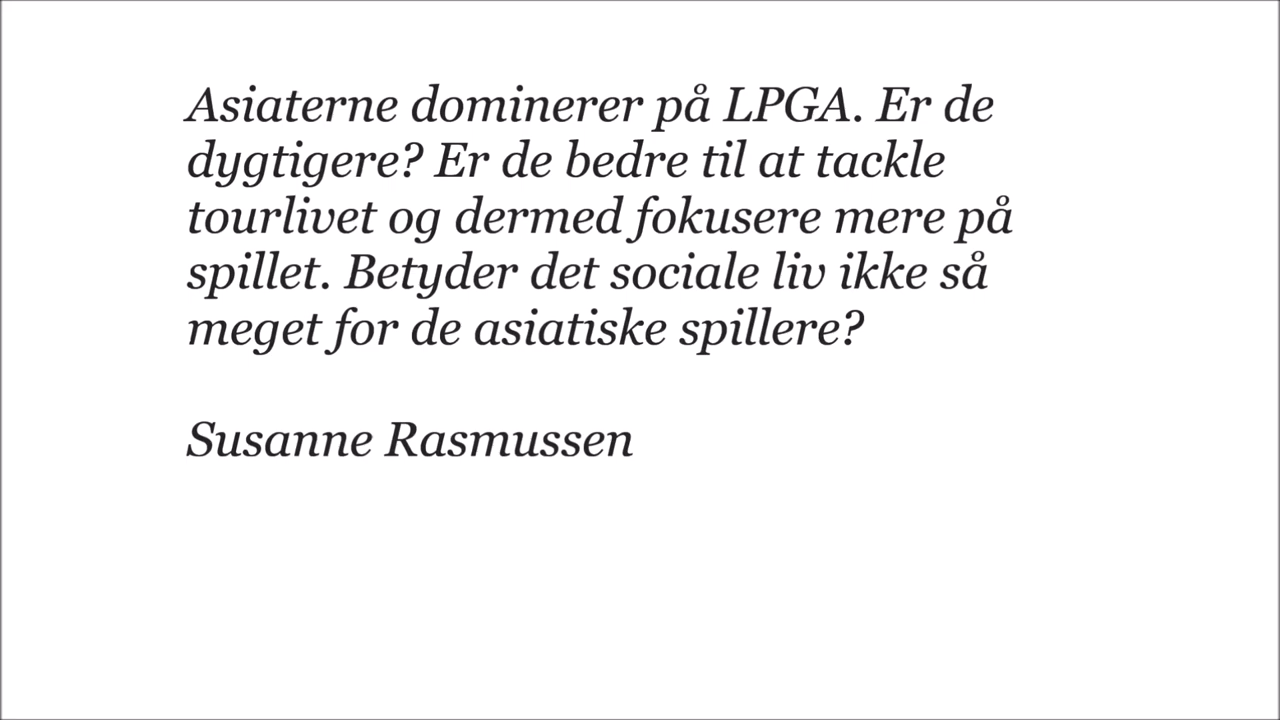 Asiaterne dominerer på LPGA. Er de
dygtigere? Er de bedre til at tackle
tourlivet og dermed fokusere mere på
spillet. Betyder det sociale liv ikke så
meget for de asiatiske spillere?
Susanne Rasmussen